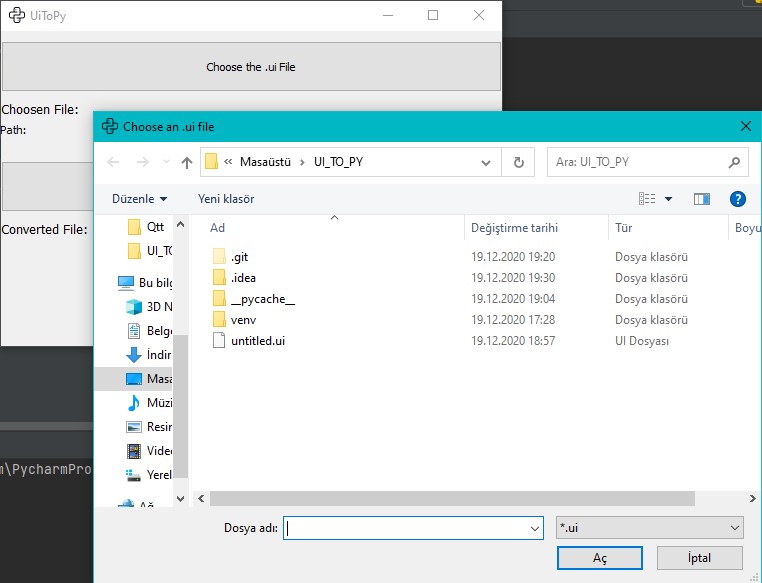 UiToPy
Choose the .ui File
Choosen File:
Path:
Converted File:
m\PycharmPro
Choose an .ui file
« Masaüstü › UI_TO_PY
Ara: UI_TO_PY
Düzenle Yeni klasör
Qtt
UI_TO
Bu bilg
3D N
Belge
İndir
Masa
Müzi
Resin
Video
Yerel
Ağ
Ad Değiştirme tarihi Tür Boyu
.git 19.12.2020 19:20 Dosya klasörü
.idea 19.12.2020 19:30 Dosya klasörü
__pycache__ 19.12.2020 19:04 Dosya klasörü
venv 19.12.2020 17:28 Dosya klasörü
untitled.ui 19.12.2020 18:57 UI Dosyası
Dosya adı: *.ui
Aç İptal